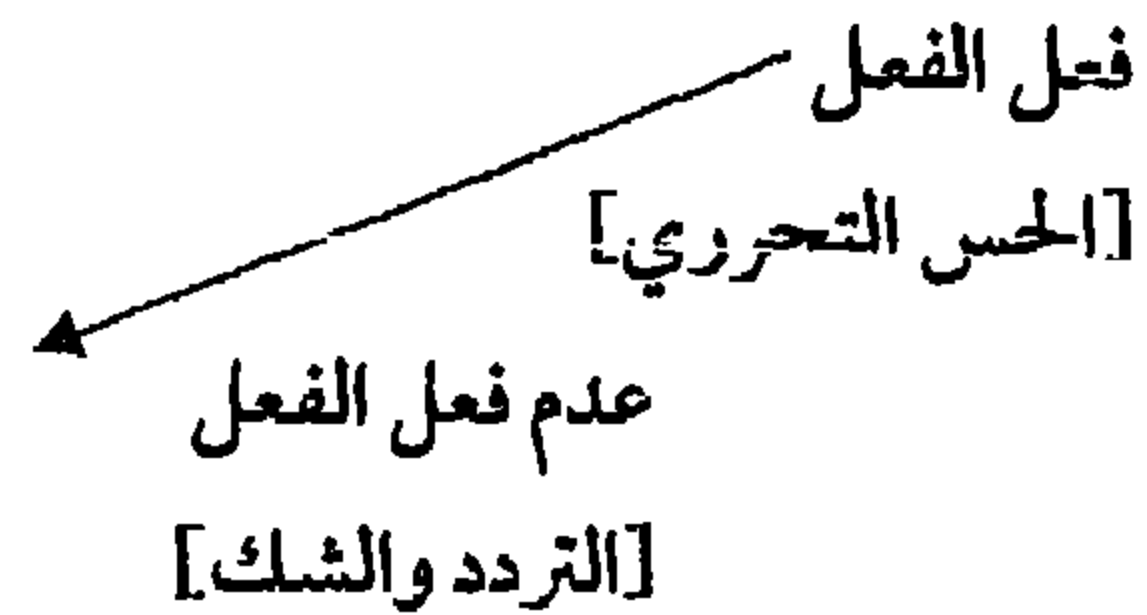 فعل الفعل
[الحس التحرري]
عدم فعل الفعل
[التردد والشك]